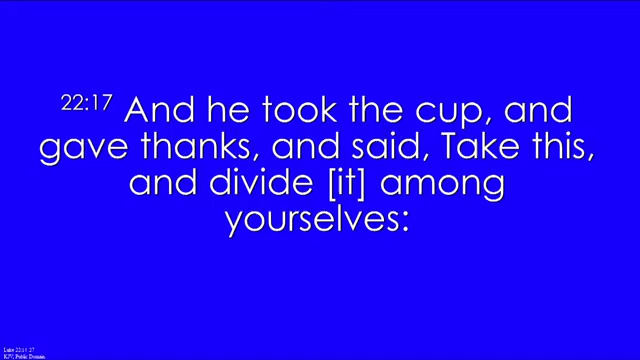 22:17 And he took the cup, and
gave thanks, and said, Take this,
and divide [it] among
yourselves:
Luke 22:11-27
KJV, Public Domain